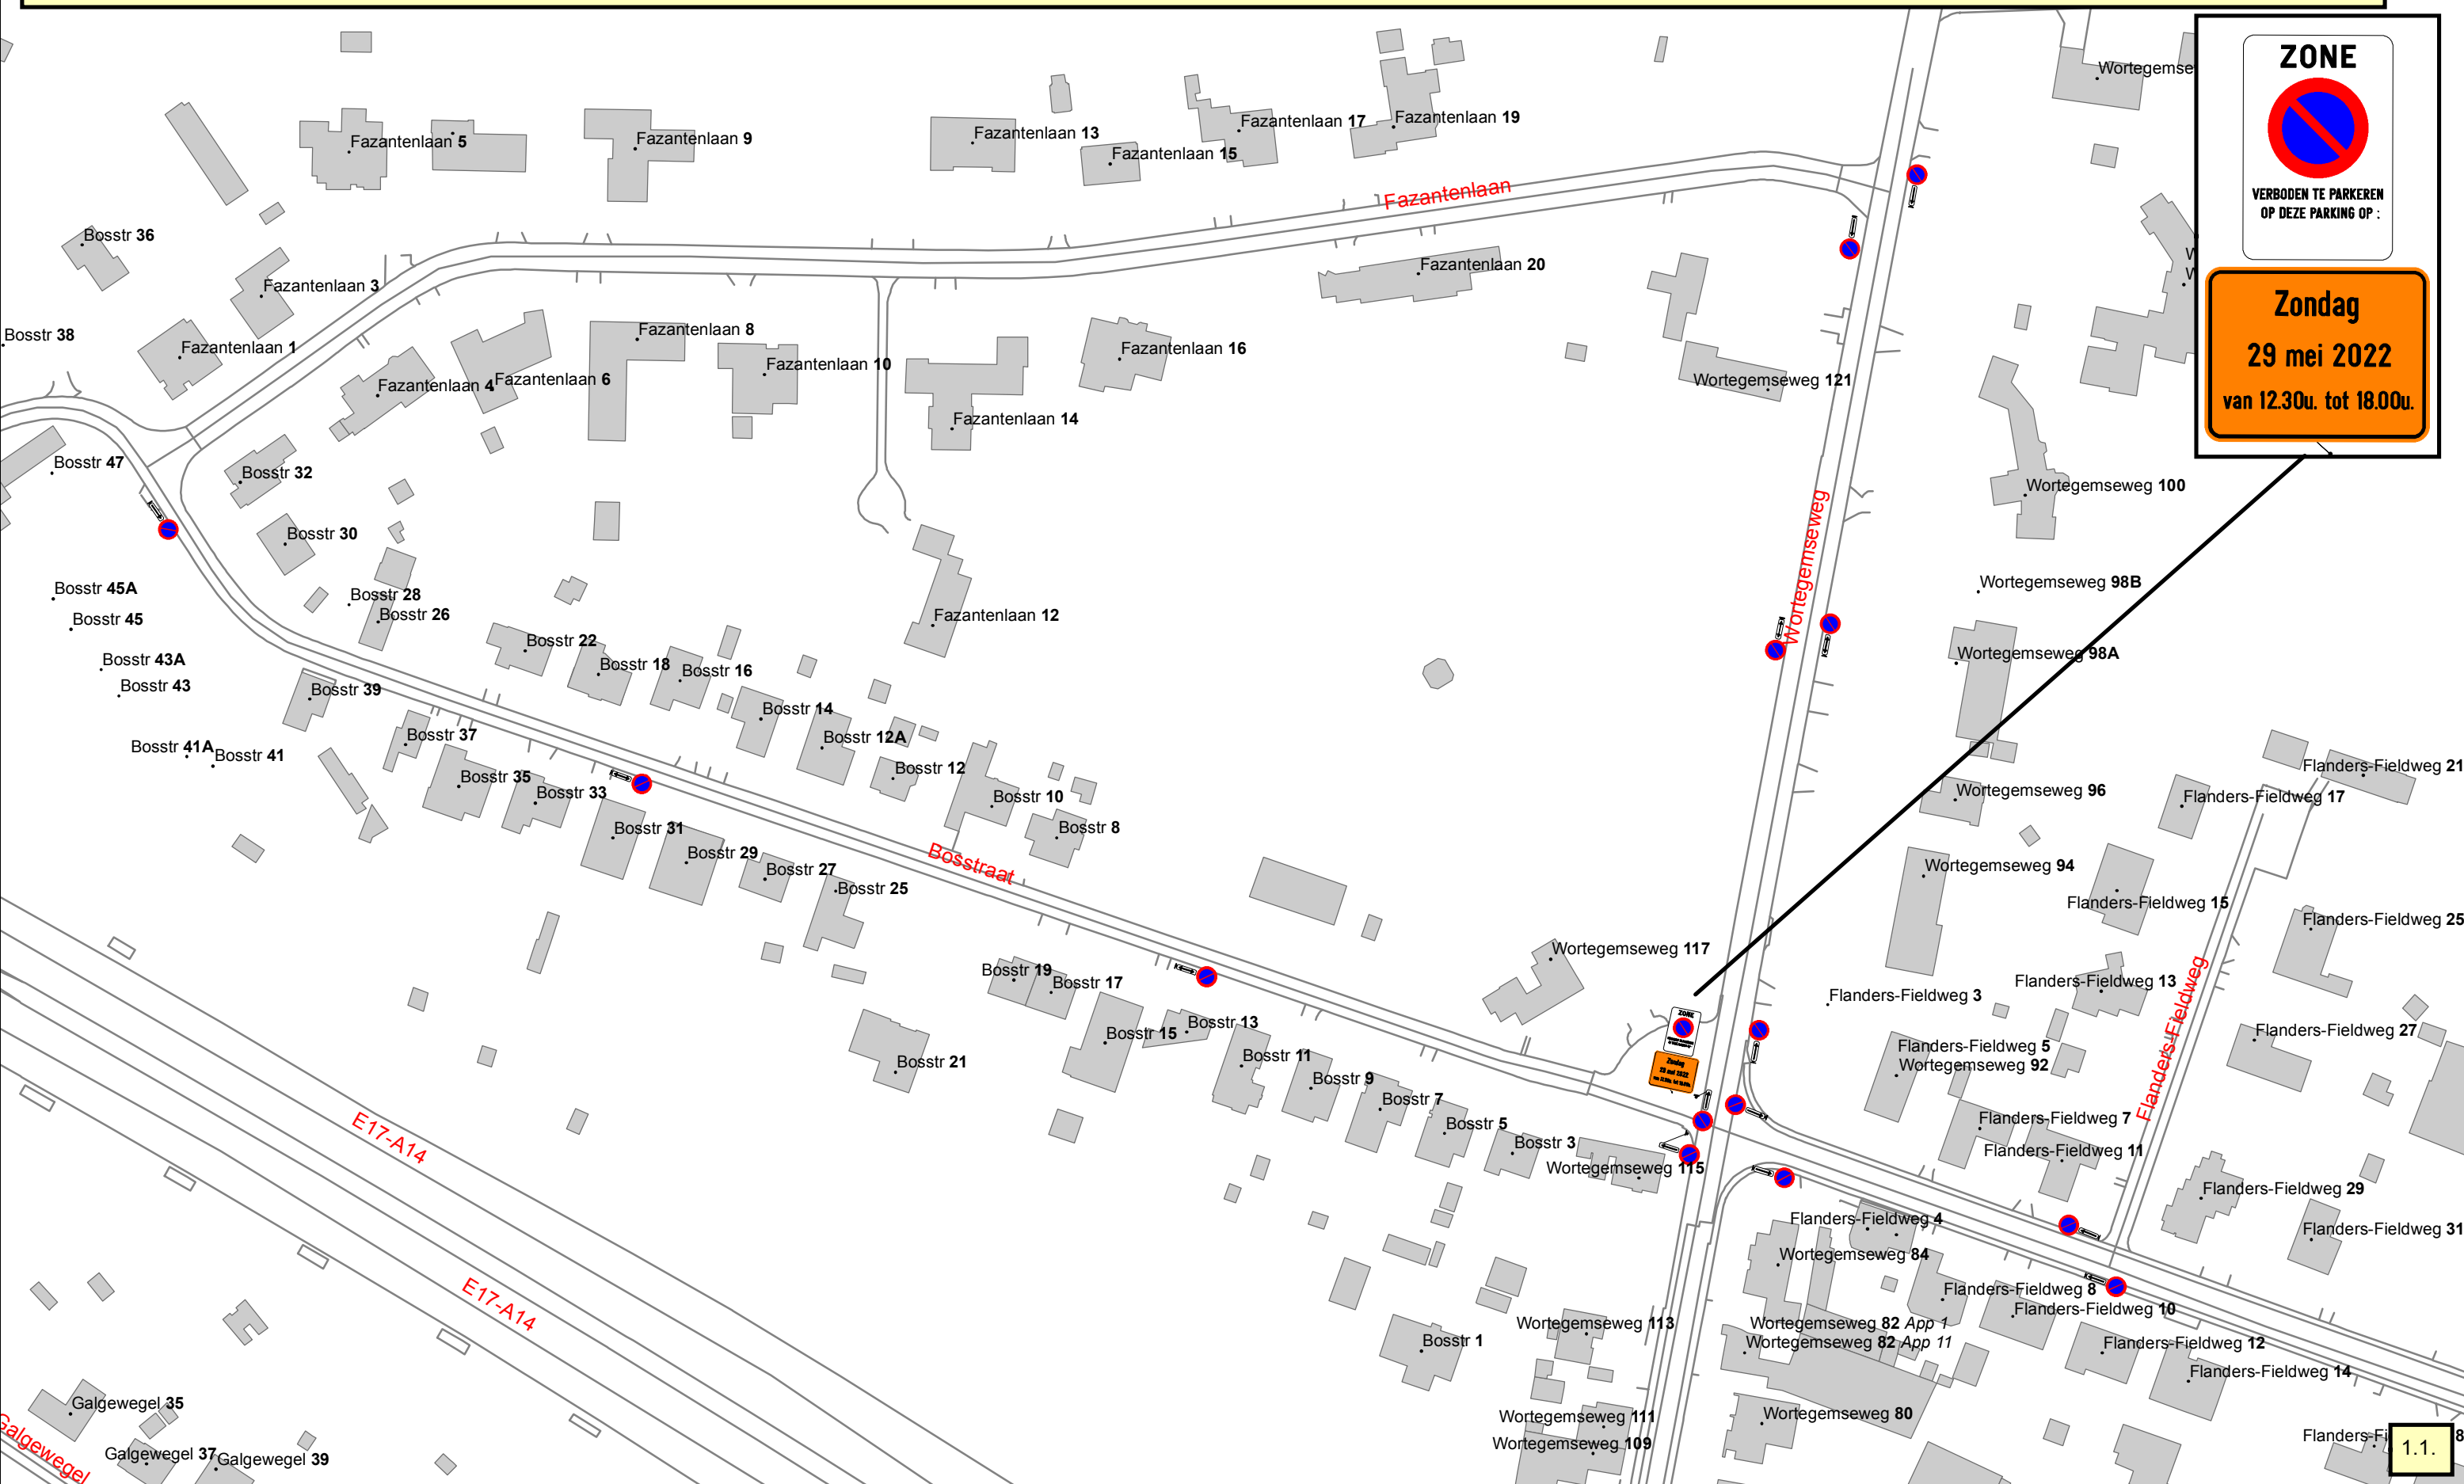 ZONE
VERBODEN TE PARKEREN
OP DEZE PARKING OP :
Zondag
29 mei 2022
van 12.30u. tot 18.00u.
Fazantenlaan 5
Fazantenlaan 9
Fazantenlaan 13
Fazantenlaan 15
Fazantenlaan 17
Fazantenlaan 19
Fazantenlaan
Bosstr 36
Fazantenlaan 3
Fazantenlaan 20
Bosstr 38
Fazantenlaan 1
Fazantenlaan 4
Fazantenlaan 6
Fazantenlaan 8
Fazantenlaan 10
Fazantenlaan 14
Fazantenlaan 16
Wortegemseweg 121
Bosstr 47
Bosstr 32
Bosstr 30
Wortegemseweg
Wortegemseweg 100
Bosstr 45A
Bosstr 45
Bosstr 28
Bosstr 26
Fazantenlaan 12
Wortegemseweg 98B
Wortegemseweg 98A
Bosstr 43A
Bosstr 43
Bosstr 39
Bosstr 22
Bosstr 18
Bosstr 16
Bosstr 14
Bosstr 12A
Bosstr 12
Bosstr 10
Bosstr 8
Bosstr 41A
Bosstr 41
Bosstr 37
Bosstr 35
Bosstr 33
Bosstr 31
Bosstr 29
Bosstr 27
Bosstr 25
Bosstraat
Wortegemseweg 96
Wortegemseweg 94
Flanders-Fieldweg 21
Flanders-Fieldweg 17
Flanders-Fieldweg 15
Flanders-Fieldweg 25
Flanders-Fieldweg 13
Flanders-Fieldweg 3
Flanders-Fieldweg
Flanders-Fieldweg 27
Wortegemseweg 117
Bosstr 19
Bosstr 17
Bosstr 15
Bosstr 13
Bosstr 21
Bosstr 11
Bosstr 9
Bosstr 7
Bosstr 5
Bosstr 3
Wortegemseweg 115
ZONE
Zondag
29 mei 2022
Flanders-Fieldweg 5
Wortegemseweg 92
Flanders-Fieldweg 7
Flanders-Fieldweg 11
Flanders-Fieldweg 29
Flanders-Fieldweg 31
Flanders-Fieldweg 4
Wortegemseweg 84
Flanders-Fieldweg 8
Flanders-Fieldweg 10
Flanders-Fieldweg 12
Flanders-Fieldweg 14
Wortegemseweg 82 App 1
Wortegemseweg 82 App 11
Wortegemseweg 113
Bosstr 1
Wortegemseweg 111
Wortegemseweg 109
Wortegemseweg 80
E17-A14
E17-A14
Galgewegel 35
Galgewegel 37
Galgewegel 39
Galgewegel
1.1.